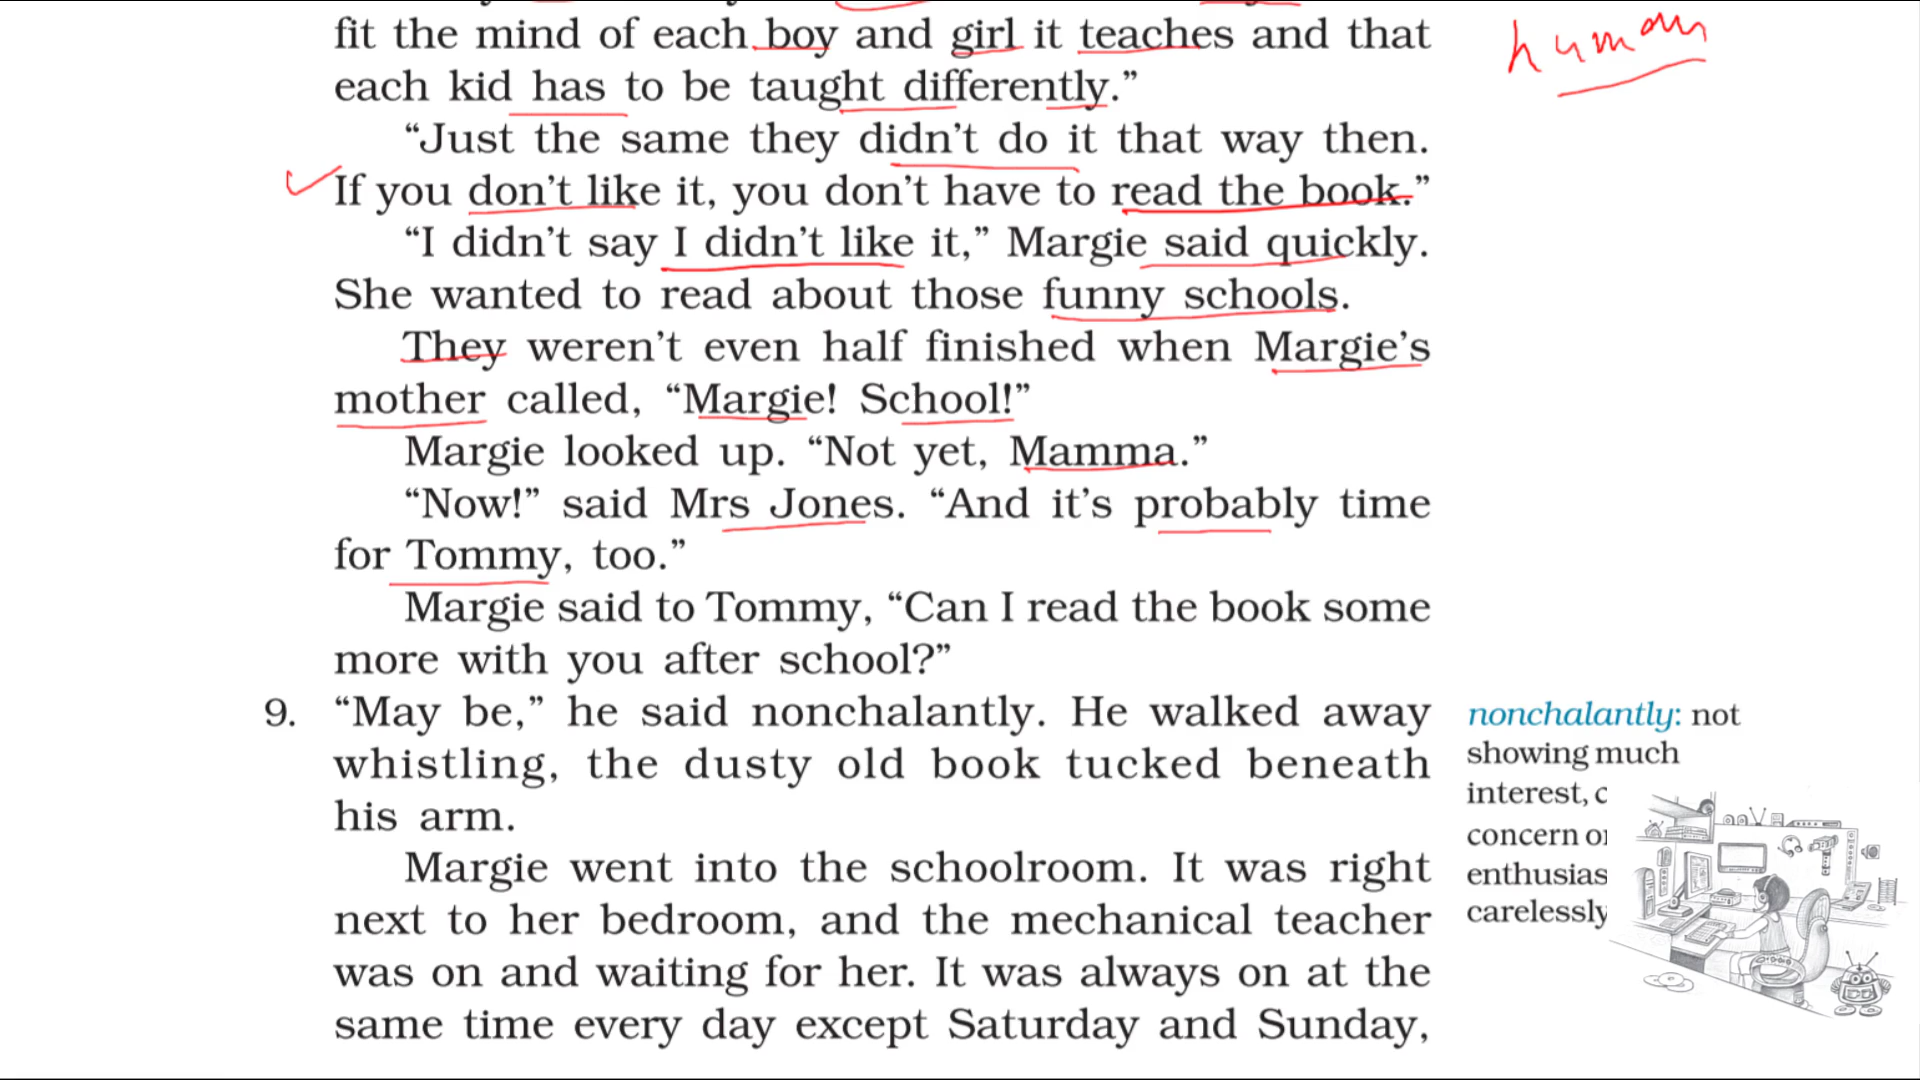 fit the mind of each boy and girl it teaches and that
each kid has to be taught differently.”
“Just the same they didn’t do it that way then.
If you don’t like it, you don’t have to read the book.”
“I didn’t say I didn’t like it,” Margie said quickly.
She wanted to read about those funny schools.
They weren’t even half finished when Margie’s
mother called, “Margie! School!”
Margie looked up. “Not yet, Mamma.”
“Now!” said Mrs Jones. “And it’s probably time
for Tommy, too.”
Margie said to Tommy, “Can I read the book some
more with you after school?”
9. “May be,” he said nonchalantly. He walked away
whistling, the dusty old book tucked beneath
his arm.
Margie went into the schoolroom. It was right
next to her bedroom, and the mechanical teacher
was on and waiting for her. It was always on at the
same time every day except Saturday and Sunday,
human
nonchalantly: not
showing much
interest, c
concern or
enthusias
carelessly